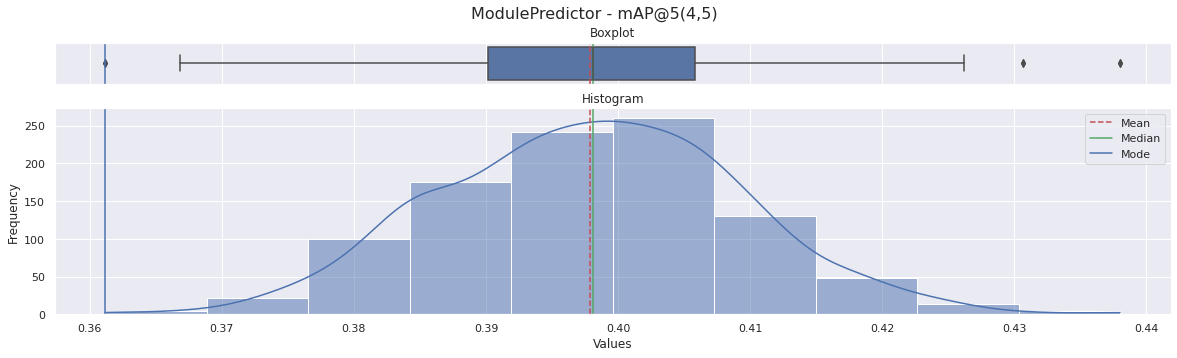 ModulePredictor - mAP@5(4,5)
Boxplot
Histogram
Mean
Median
Mode
Frequency
250
200
150
100
50
0
0.36 0.37 0.38 0.39 0.40 0.41 0.42 0.43 0.44
Values